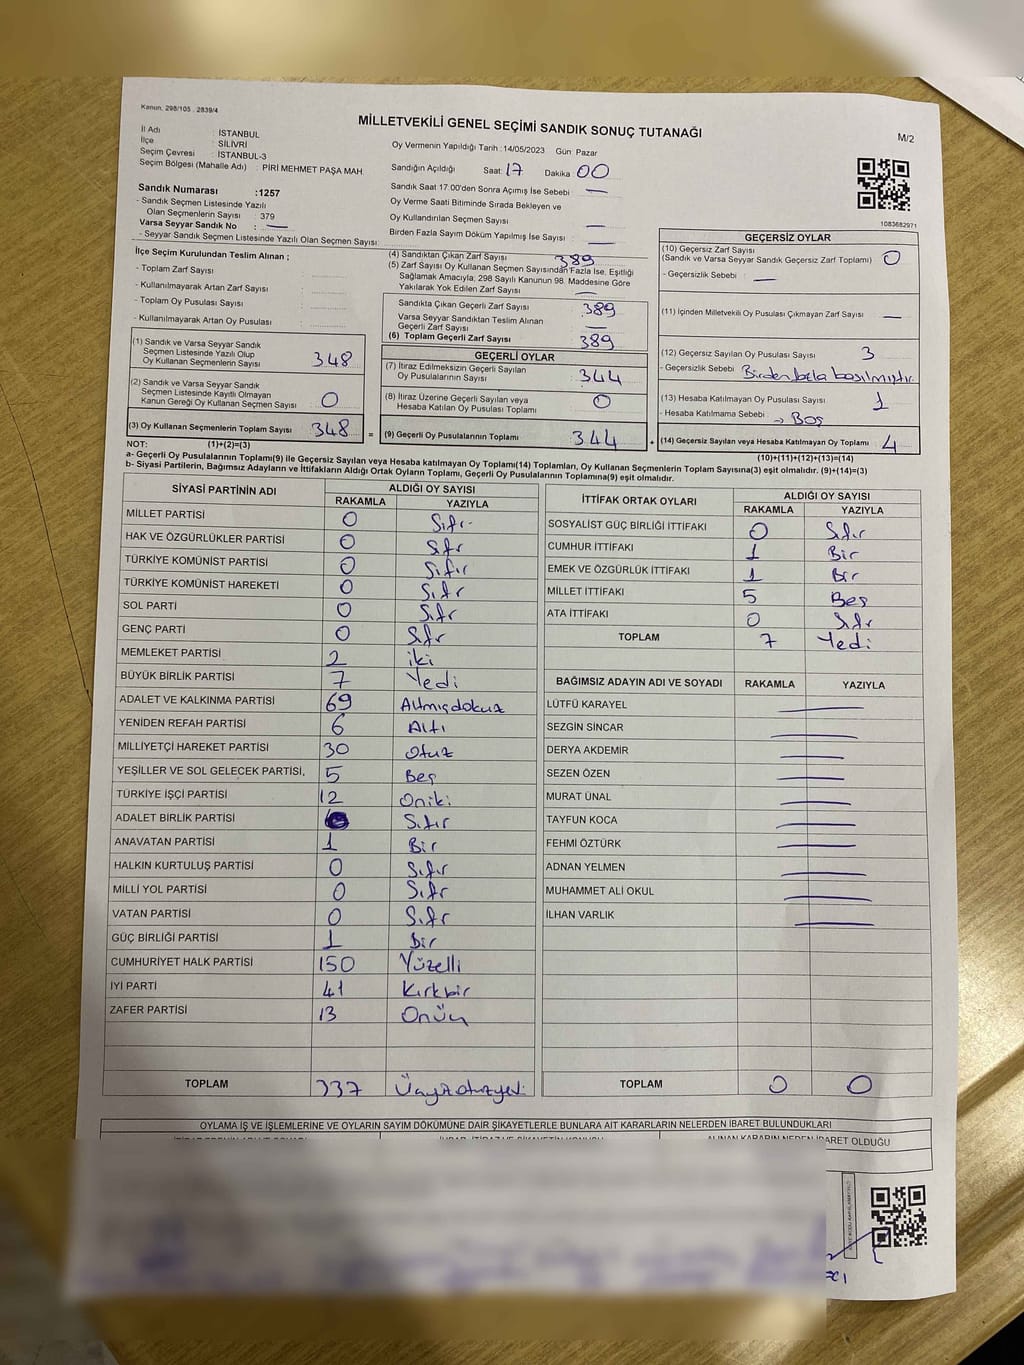 Kanun, 298/105 , 2839/4
MİLLETVEKİLİ GENEL SEÇİMİ SANDIK SONUÇ TUTANAĞI
M/2
İl Adı : İSTANBUL
İlçe : SİLİVRİ
Seçim Çevresi : İSTANBUL-3
Seçim Bölgesi (Mahalle Adı) : PİRİ MEHMET PAŞA MAH.
Sandık Numarası :1257
- Sandık Seçmen Listesinde Yazılı
Olan Seçmenlerin Sayısı : 379
Varsa Seyyar Sandık No : —
- Seyyar Sandık Seçmen Listesinde Yazılı Olan Seçmen Sayısı:
Oy Vermenin Yapıldığı Tarih : 14/05/2023 Gün: Pazar
Sandığın Açıldığı Saat: 17 Dakika 00
Sandık Saat 17:00'den Sonra Açımış İse Sebebi —
Oy Verme Saati Bitiminde Sırada Bekleyen ve
Oy Kullandırılan Seçmen Sayısı —
Birden Fazla Sayım Döküm Yapılmış İse Sayısı —
1083682971
İlçe Seçim Kurulundan Teslim Alınan ;
- Toplam Zarf Sayısı
- Kullanılmayarak Artan Zarf Sayısı
- Toplam Oy Pusulası Sayısı
- Kullanılmayarak Artan Oy Pusulası
(1) Sandık ve Varsa Seyyar Sandık
Seçmen Listesinde Yazılı Olup
Oy Kullanan Seçmenlerin Sayısı 348
(2) Sandık ve Varsa Seyyar Sandık
Seçmen Listesinde Kayıtlı Olmayan
Kanun Gereği Oy Kullanan Seçmen Sayısı 0
(3) Oy Kullanan Seçmenlerin Toplam Sayısı 348 =
(4) Sandıktan Çıkan Zarf Sayısı 389
(5) Zarf Sayısı Oy Kullanan Seçmen Sayısından Fazla İse, Eşitliği
Sağlamak Amacıyla; 298 Sayılı Kanunun 98. Maddesine Göre
Yakılarak Yok Edilen Zarf Sayısı —
Sandıkta Çıkan Geçerli Zarf Sayısı 389
Varsa Seyyar Sandıktan Teslim Alınan
Geçerli Zarf Sayısı —
(6) Toplam Geçerli Zarf Sayısı 389
GEÇERLİ OYLAR
(7) İtiraz Edilmeksizin Geçerli Sayılan
Oy Pusulalarının Sayısı 344
(8) İtiraz Üzerine Geçerli Sayılan veya
Hesaba Katılan Oy Pusulası Toplamı 0
(9) Geçerli Oy Pusulalarının Toplamı 344 +
GEÇERSİZ OYLAR
(10) Geçersiz Zarf Sayısı
(Sandık ve Varsa Seyyar Sandık Geçersiz Zarf Toplamı) 0
- Geçersizlik Sebebi : —
(11) İçinden Milletvekili Oy Pusulası Çıkmayan Zarf Sayısı —
(12) Geçersiz Sayılan Oy Pusulası Sayısı 3
- Geçersizlik Sebebi Birden fazla basılmıştır.
(13) Hesaba Katılmayan Oy Pusulası Sayısı 1
- Hesaba Katılmama Sebebi : → Boş
(14) Geçersiz Sayılan veya Hesaba Katılmayan Oy Toplamı 4
NOT: (1)+(2)=(3)
(10)+(11)+(12)+(13)=(14)
a- Geçerli Oy Pusulalarının Toplamı(9) ile Geçersiz Sayılan veya Hesaba katılmayan Oy Toplamı(14) Toplamları, Oy Kullanan Seçmenlerin Toplam Sayısına(3) eşit olmalıdır. (9)+(14)=(3)
b- Siyasi Partilerin, Bağımsız Adayların ve İttifakların Aldığı Ortak Oyların Toplamı, Geçerli Oy Pusulalarının Toplamına(9) eşit olmalıdır.
SİYASİ PARTİNİN ADI
ALDIĞI OY SAYISI
RAKAMLA YAZIYLA
MİLLET PARTİSİ 0 Sıfır
HAK VE ÖZGÜRLÜKLER PARTİSİ 0 Sıfır
TÜRKİYE KOMÜNİST PARTİSİ 0 Sıfır
TÜRKİYE KOMÜNİST HAREKETİ 0 Sıfır
SOL PARTİ 0 Sıfır
GENÇ PARTİ 0 Sıfır
MEMLEKET PARTİSİ 2 iki
BÜYÜK BİRLİK PARTİSİ 7 Yedi
ADALET VE KALKINMA PARTİSİ 69 Altmışdokuz
YENİDEN REFAH PARTİSİ 6 Altı
MİLLİYETÇİ HAREKET PARTİSİ 30 Otuz
YEŞİLLER VE SOL GELECEK PARTİSİ, 5 Beş
TÜRKİYE İŞÇİ PARTİSİ 12 Oniki
ADALET BİRLİK PARTİSİ Sıfır
ANAVATAN PARTİSİ 1 Bir
HALKIN KURTULUŞ PARTİSİ 0 Sıfır
MİLLİ YOL PARTİSİ 0 Sıfır
VATAN PARTİSİ 0 Sıfır
GÜÇ BİRLİĞİ PARTİSİ 1 Bir
CUMHURİYET HALK PARTİSİ 150 Yüzelli
İYİ PARTİ 41 Kırkbir
ZAFER PARTİSİ 13 Onüç
TOPLAM 337 Üçyüzotuzyedi
İTTİFAK ORTAK OYLARI
ALDIĞI OY SAYISI
RAKAMLA YAZIYLA
SOSYALİST GÜÇ BİRLİĞİ İTTİFAKI 0 Sıfır
CUMHUR İTTİFAKI 1 Bir
EMEK VE ÖZGÜRLÜK İTTİFAKI 1 Bir
MİLLET İTTİFAKI 5 Beş
ATA İTTİFAKI 0 Sıfır
TOPLAM 7 Yedi
BAĞIMSIZ ADAYIN ADI VE SOYADI RAKAMLA YAZIYLA
LÜTFÜ KARAYEL
SEZGİN SİNCAR
DERYA AKDEMİR
SEZEN ÖZEN
MURAT ÜNAL
TAYFUN KOCA
FEHMİ ÖZTÜRK
ADNAN YELMEN
MUHAMMET ALİ OKUL
İLHAN VARLIK
TOPLAM 0 0
OYLAMA İŞ VE İŞLEMLERİNE VE OYLARIN SAYIM DÖKÜMÜNE DAİR ŞİKAYETLERLE BUNLARA AİT KARARLARIN NELERDEN İBARET BULUNDUKLARI
ALINAN KARARIN NEDEN İBARET OLDUĞU